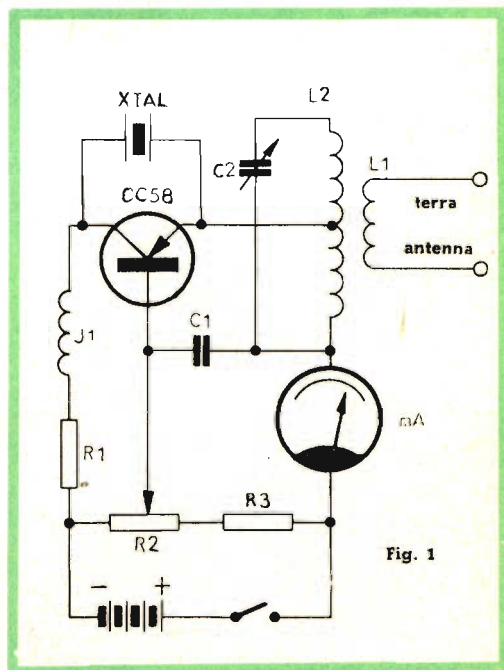 XTAL
L2
C2
L1
CC58
terra
antenna
C1
J1
mA
R1
R3
R2
Fig. 1
- +